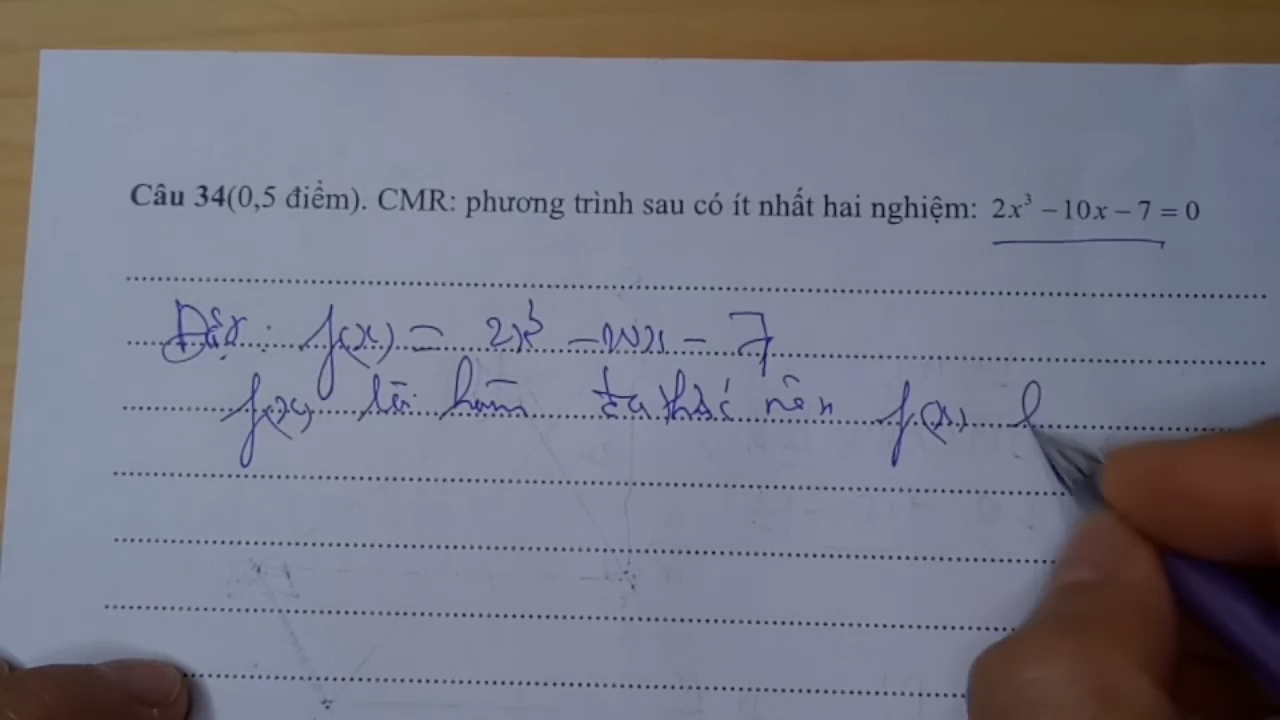 Câu 34(0,5 điểm). CMR: phương trình sau có ít nhất hai nghiệm: 2x³ – 10x – 7 = 0
Đặt: f(x) = 2x³ – 10x – 7
f(x) là hàm đa thức nên f(x) l